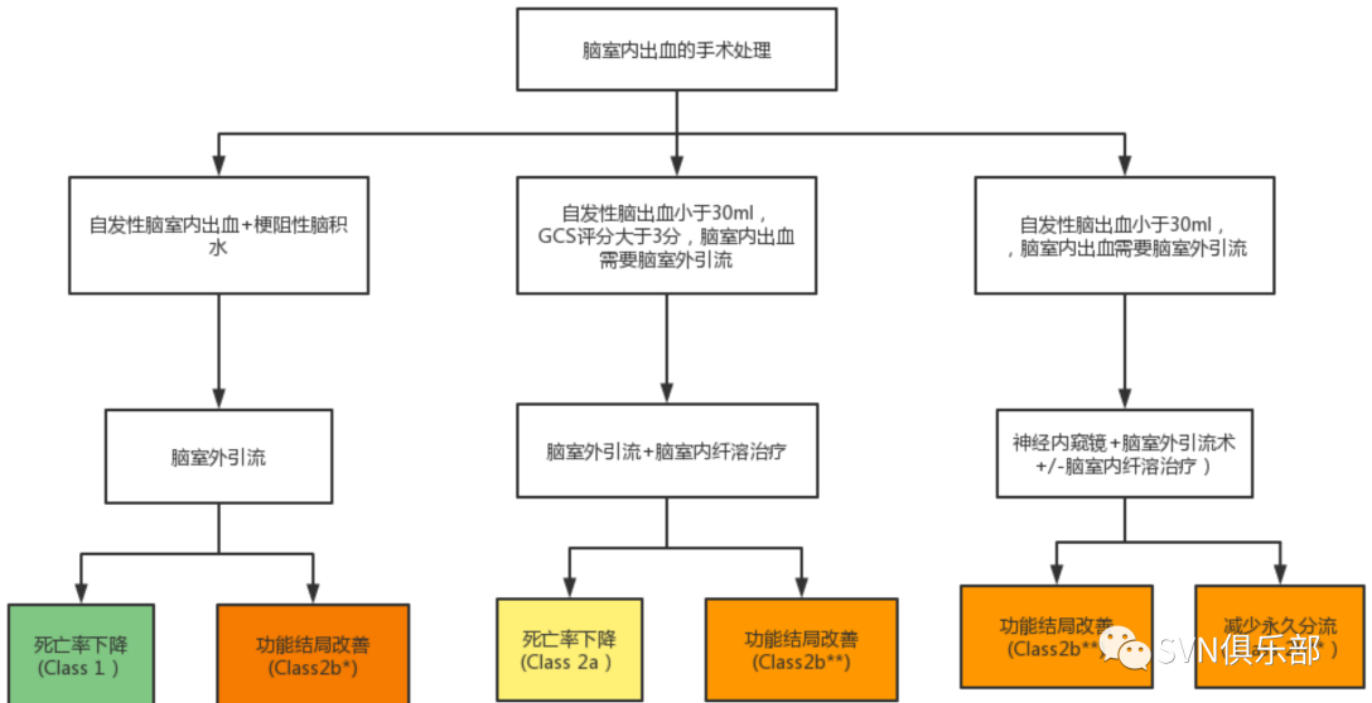 脑室内出血的手术处理
自发性脑室内出血+梗阻性脑积
水
自发性脑出血小于30ml，
GCS评分大于3分，脑室内出血
需要脑室外引流
自发性脑出血小于30ml，
，脑室内出血需要脑室外引流
脑室外引流
脑室外引流+脑室内纤溶治疗
神经内窥镜+脑室外引流术
+/-脑室内纤溶治疗）
死亡率下降
(Class 1 )
功能结局改善
(Class2b*)
死亡率下降
(Class 2a )
功能结局改善
(Class2b**)
功能结局改善
(Class2b**
减少永久分流
SVN俱乐部